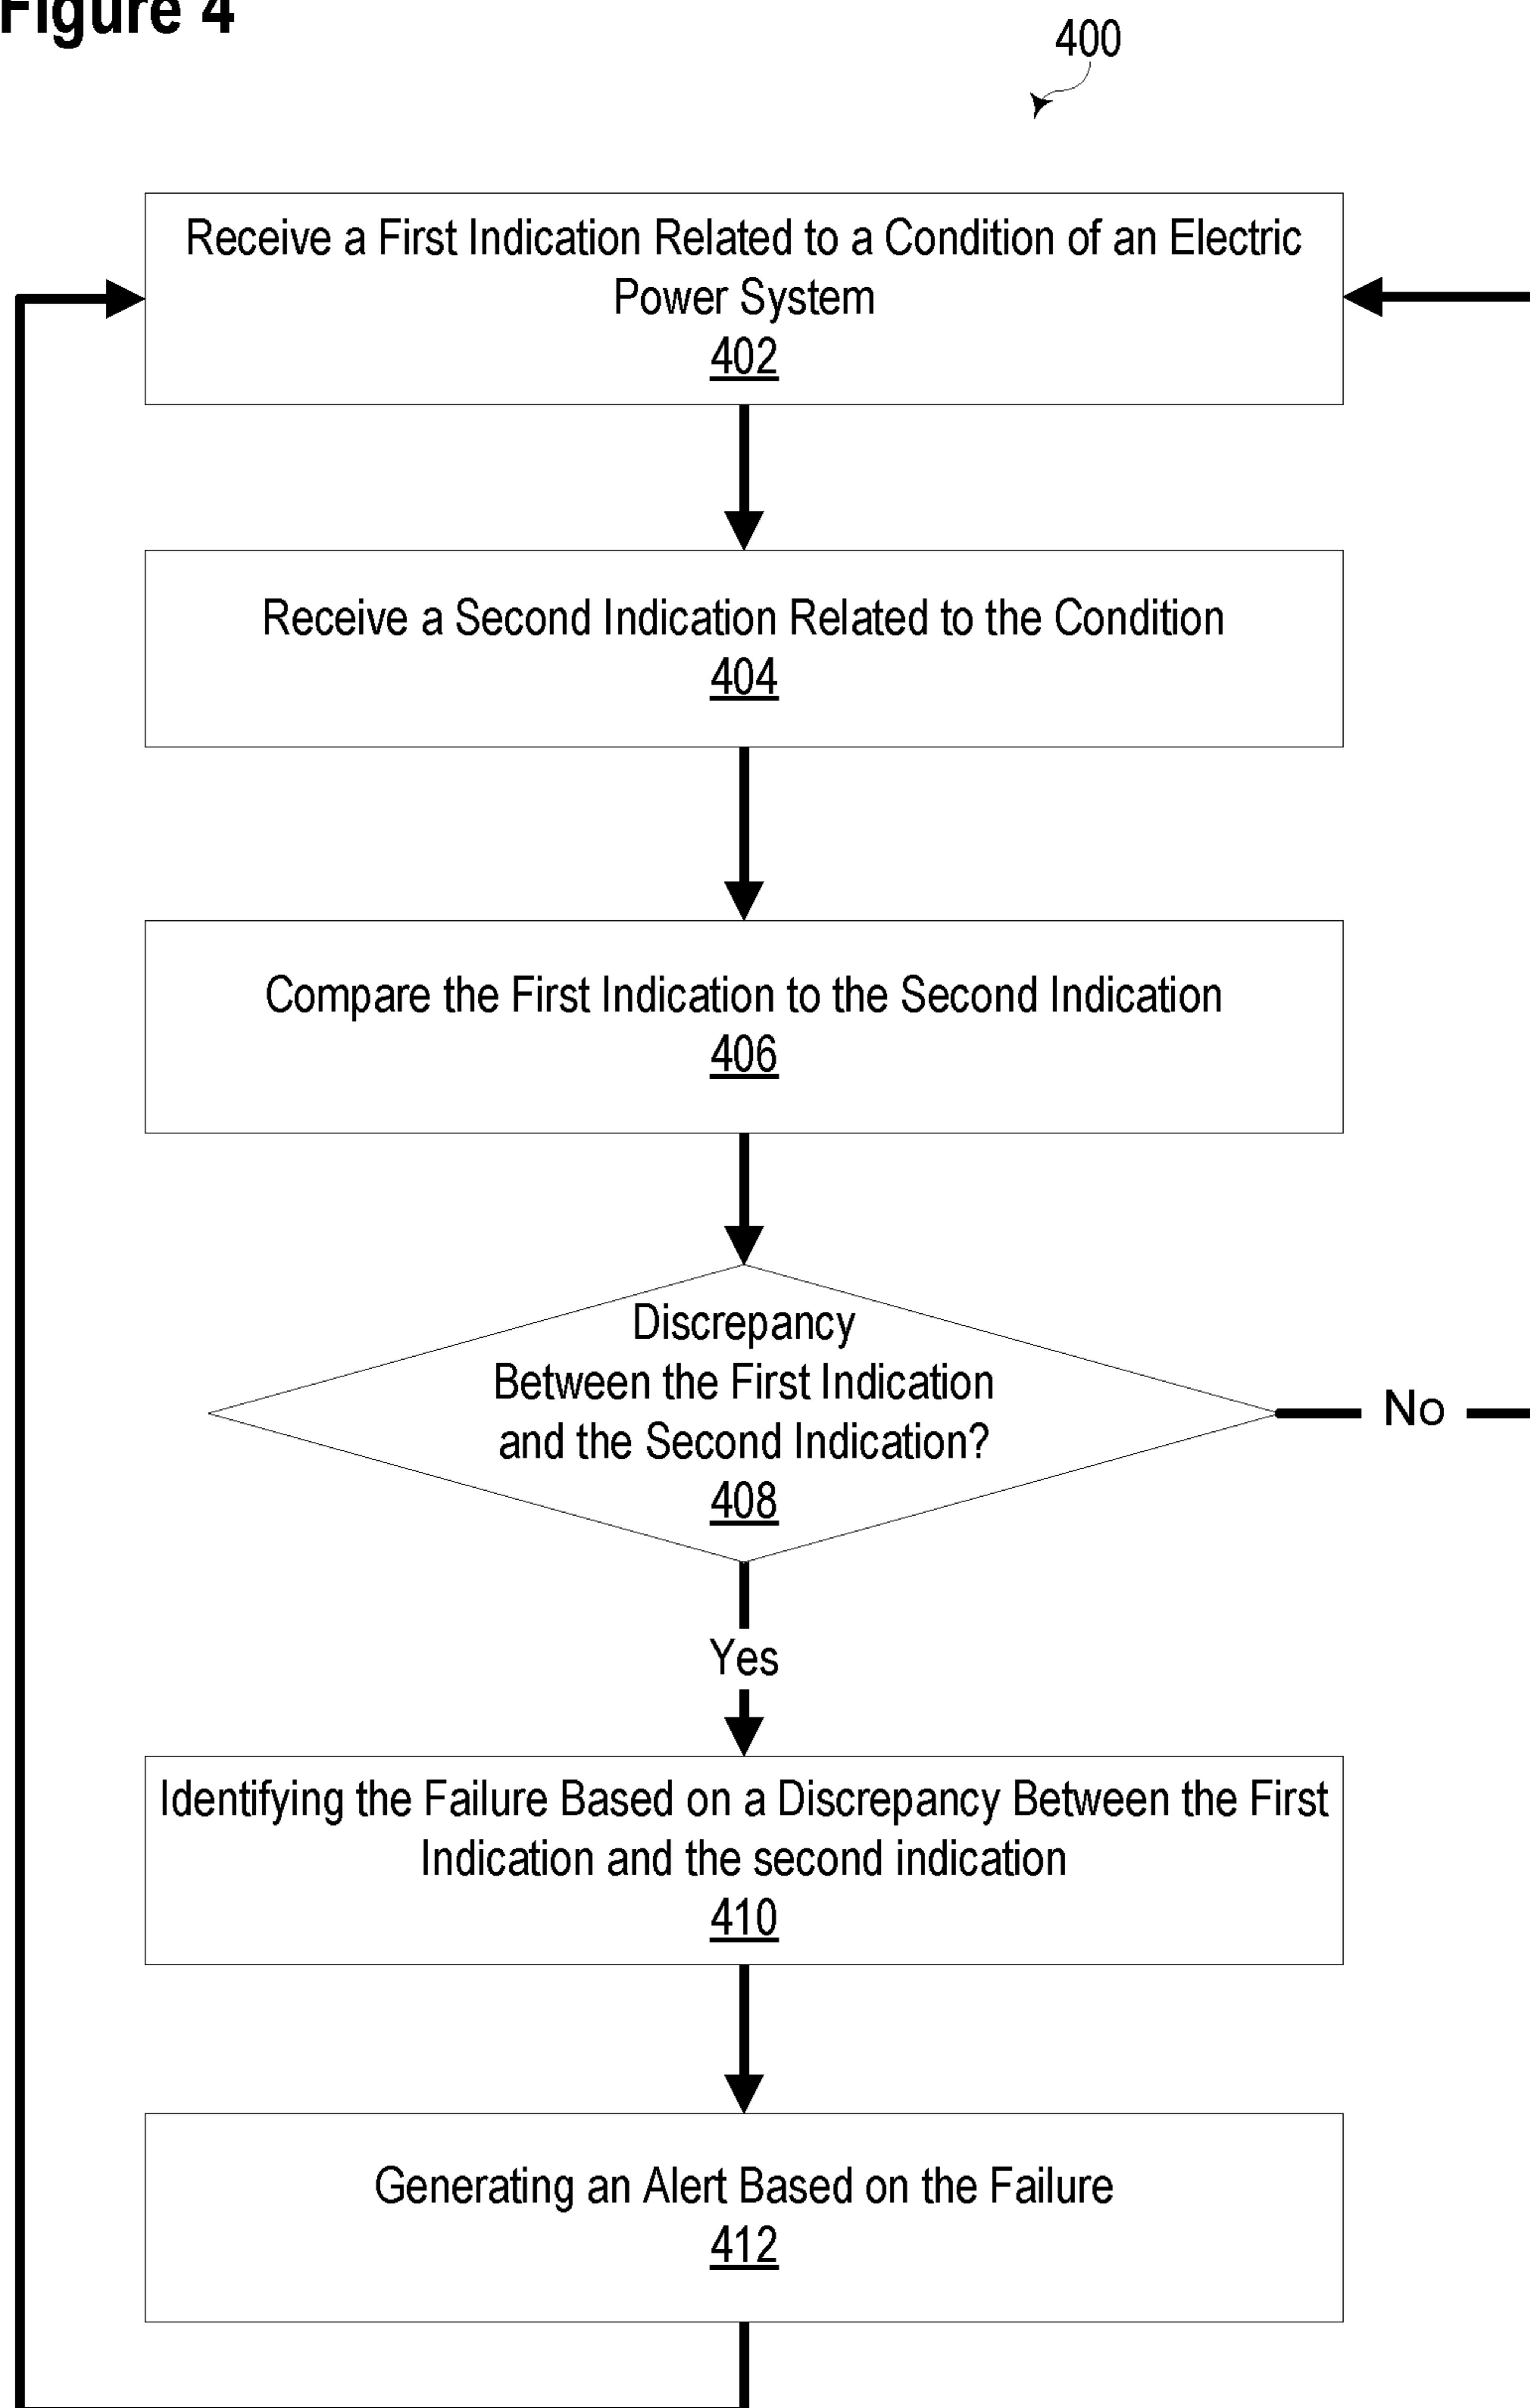 Figure 4
400
Receive a First Indication Related to a Condition of an Electric
Power System
402
Receive a Second Indication Related to the Condition
404
Compare the First Indication to the Second Indication
406
Discrepancy
Between the First Indication
and the Second Indication?
408
No
Yes
Identifying the Failure Based on a Discrepancy Between the First
Indication and the second indication
410
Generating an Alert Based on the Failure
412